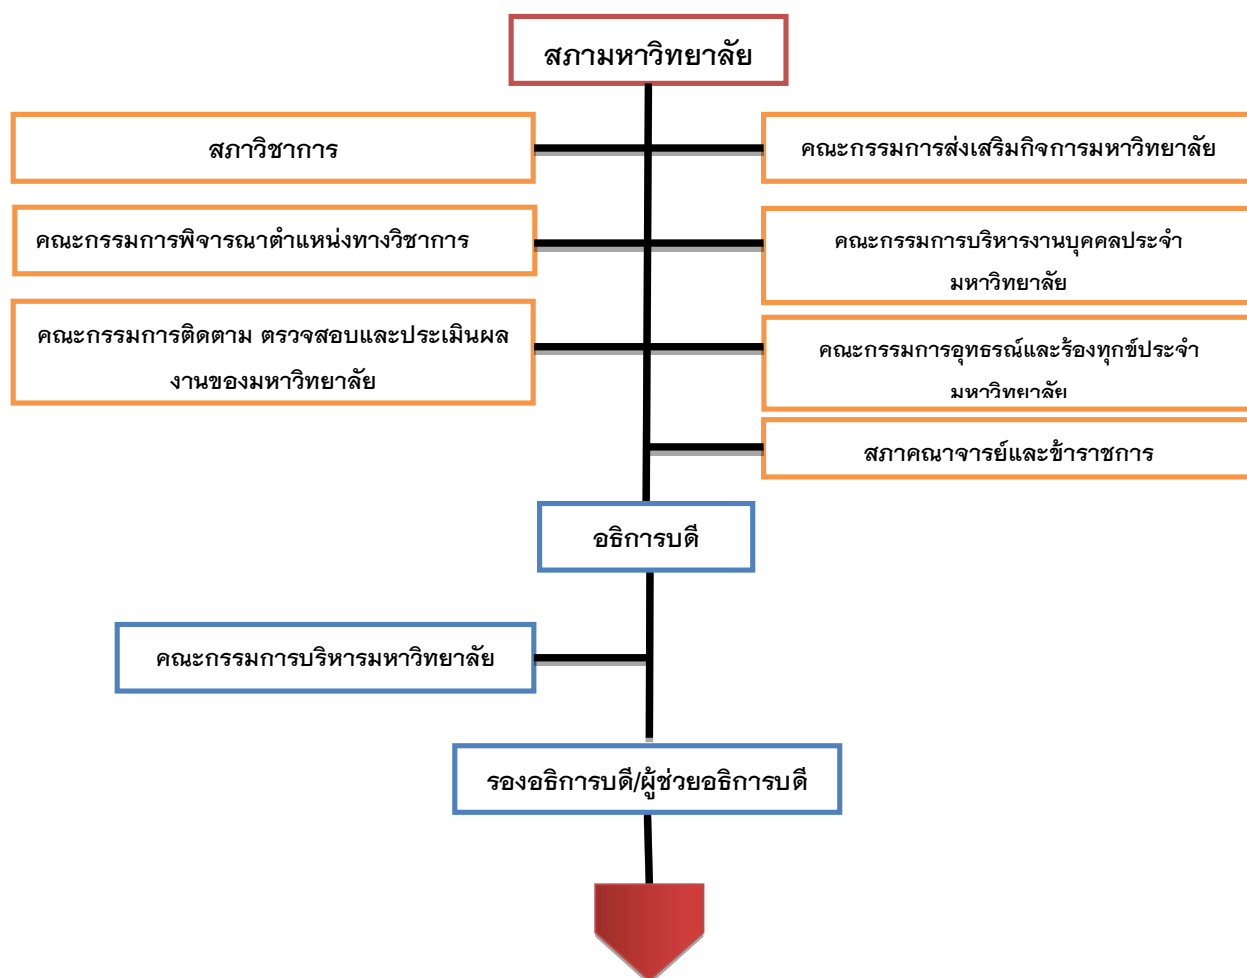 สภามหาวิทยาลัย
สภาวิชาการ
คณะกรรมการส่งเสริมกิจการมหาวิทยาลัย
คณะกรรมการพิจารณาตำแหน่งทางวิชาการ
คณะกรรมการบริหารงานบุคคลประจำ
มหาวิทยาลัย
คณะกรรมการติดตาม ตรวจสอบและประเมินผล
งานของมหาวิทยาลัย
คณะกรรมการอุทธรณ์และร้องทุกข์ประจำ
มหาวิทยาลัย
สภาคณาจารย์และข้าราชการ
อธิการบดี
คณะกรรมการบริหารมหาวิทยาลัย
รองอธิการบดี/ผู้ช่วยอธิการบดี